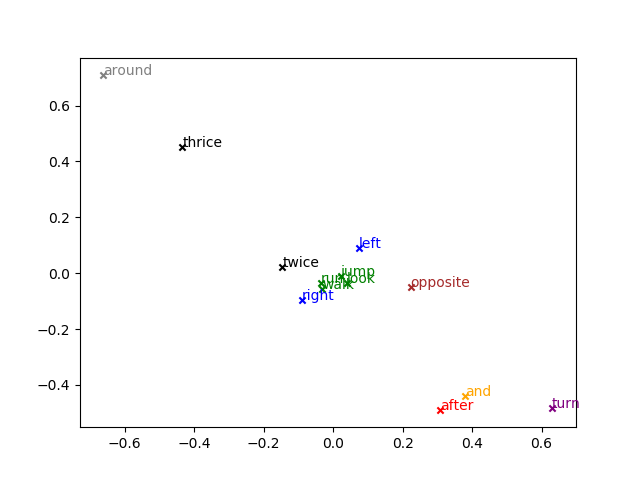 around
0.6
thrice
0.4
0.2
left
twice
jump
0.0
run look
walk
opposite
right
−0.2
−0.4
and
after
turn
−0.6 −0.4 −0.2 0.0 0.2 0.4 0.6